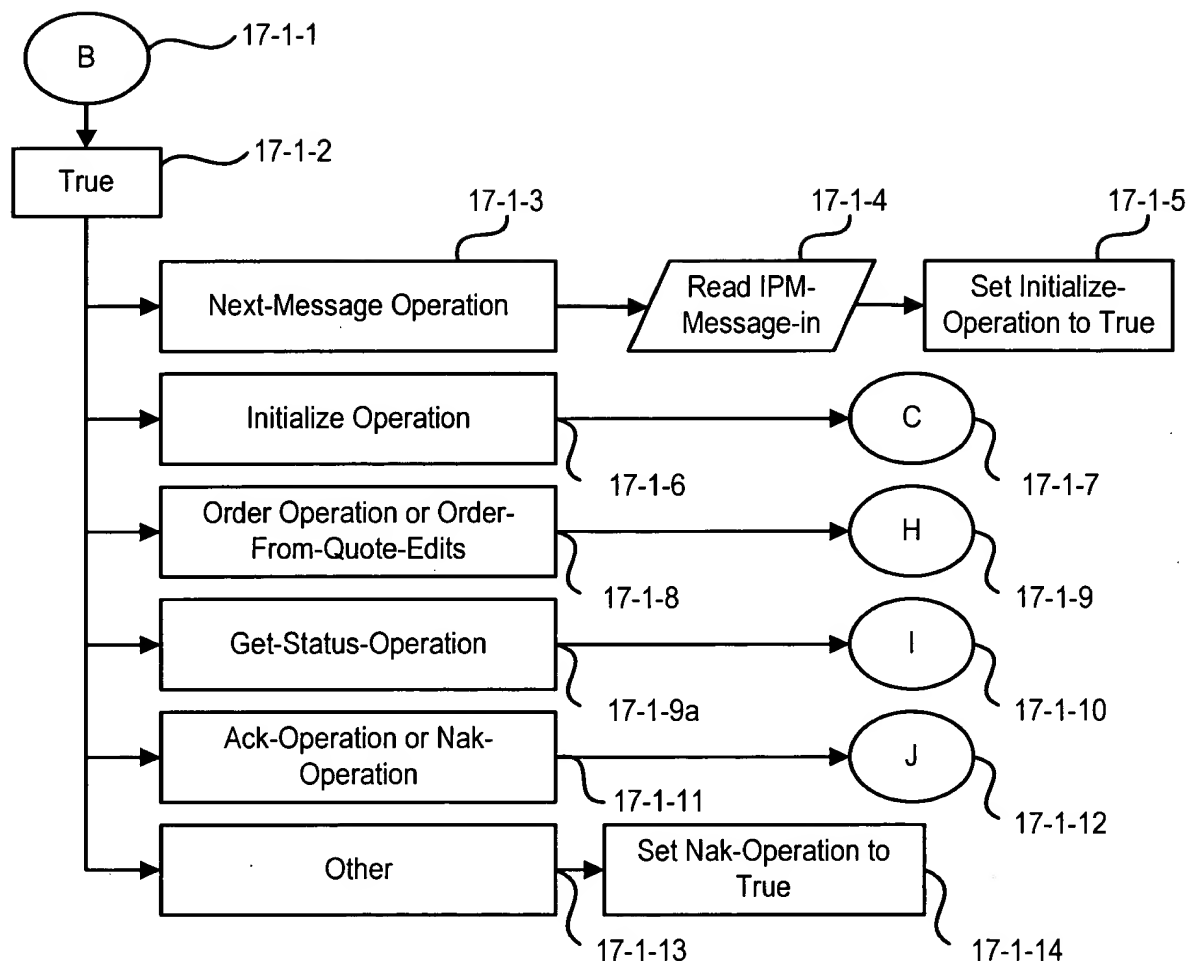 B
17-1-1
True
17-1-2
17-1-3
17-1-4
17-1-5
Next-Message Operation
Read IPM-
Message-in
Set Initialize-
Operation to True
Initialize Operation
C
17-1-6
17-1-7
Order Operation or Order-
From-Quote-Edits
H
17-1-8
17-1-9
Get-Status-Operation
I
17-1-9a
17-1-10
Ack-Operation or Nak-
Operation
J
17-1-11
17-1-12
Other
Set Nak-Operation to
True
17-1-13
17-1-14